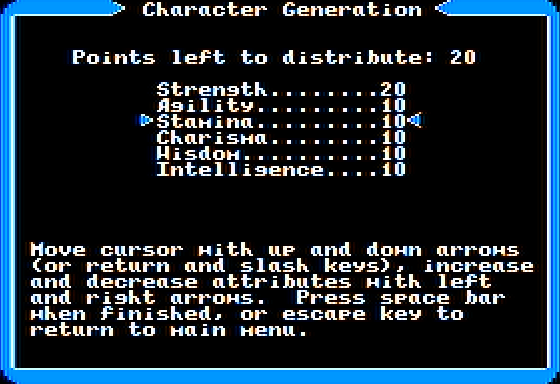 Character Generation
Points left to distribute: 20
Strength.........20
Agility..........10
Stamina..........10
Charisma.........10
Wisdom...........10
Intelligence.....10
Move cursor with up and down arrows
(or return and slash keys), increase
and decrease attributes with left
and right arrows.  Press space bar
when finished, or escape key to
return to main menu.